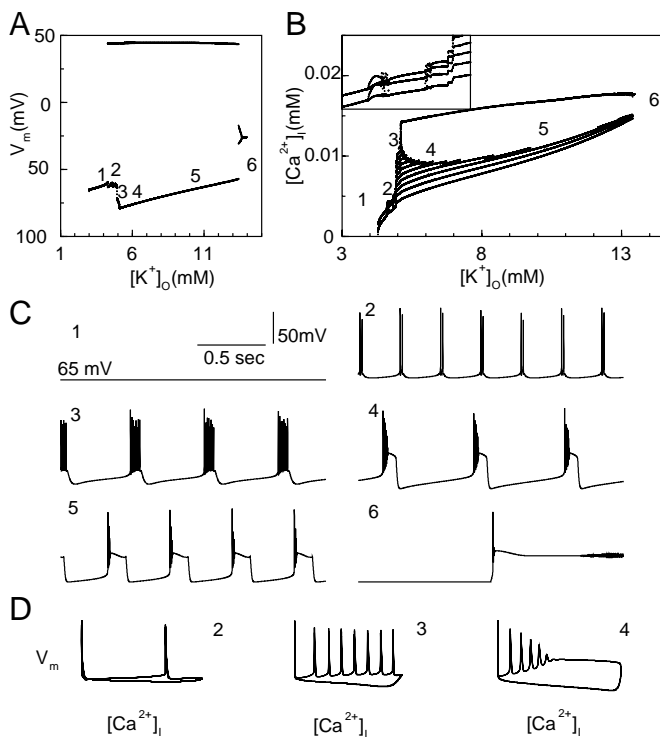 A
B
50
0
50
100
V_m(mV)
1 2
3 4
5
6
1
6
11
[K⁺]_O(mM)
0.02
0.01
0
[Ca²⁺]_i(mM)
1
2
3
4
5
6
3
8
13
[K⁺]_O(mM)
C
1
50mV
0.5 sec
65 mV
2
3
4
5
6
D
V_m
2
3
4
[Ca²⁺]_I
[Ca²⁺]_I
[Ca²⁺]_I